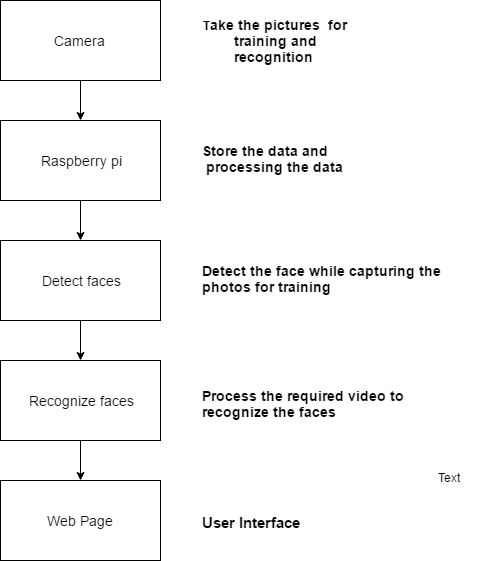 Camera
Take the pictures for
training and
recognition
Raspberry pi
Store the data and
processing the data
Detect faces
Detect the face while capturing the
photos for training
Recognize faces
Process the required video to
recognize the faces
Text
Web Page
User Interface